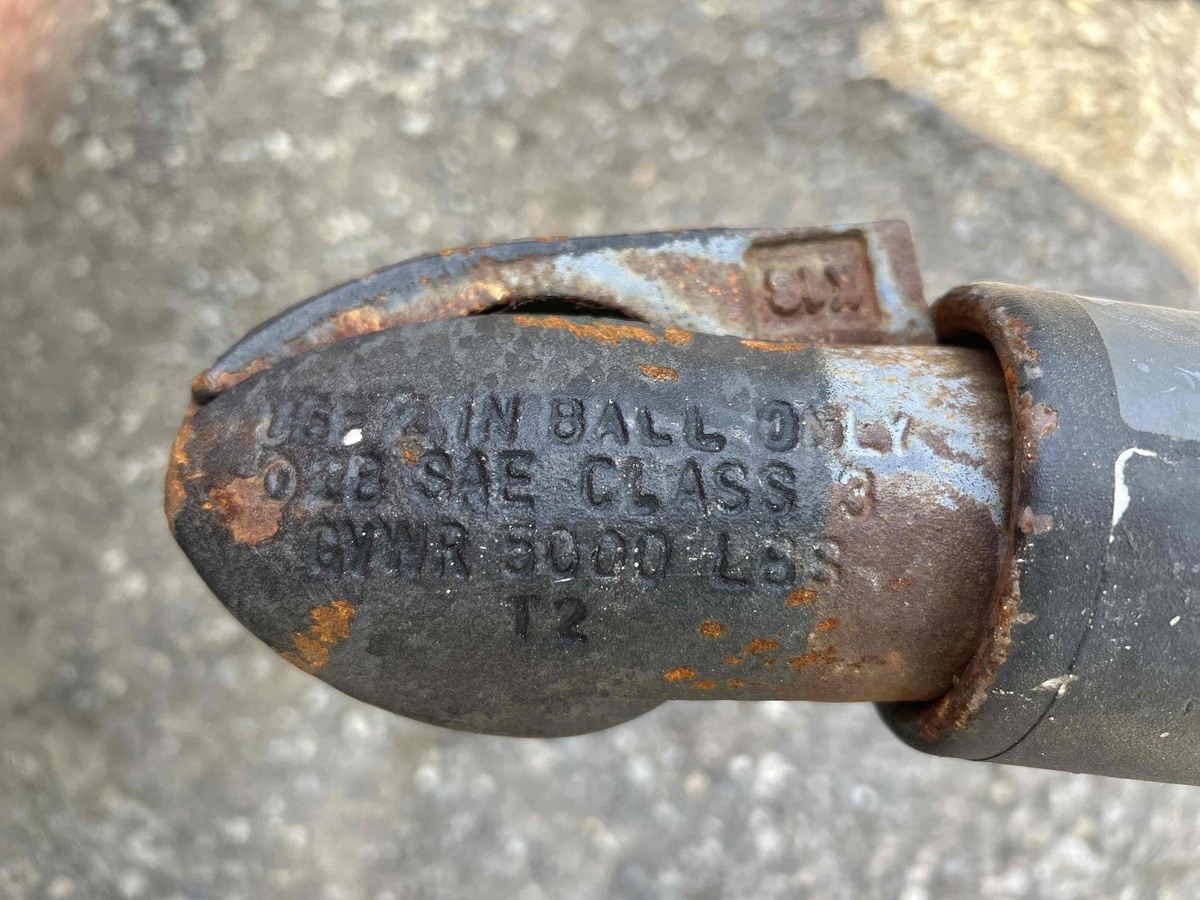 USE 2 IN BALL ONLY
SAE CLASS 3
GVWR 5000 LBS
T2